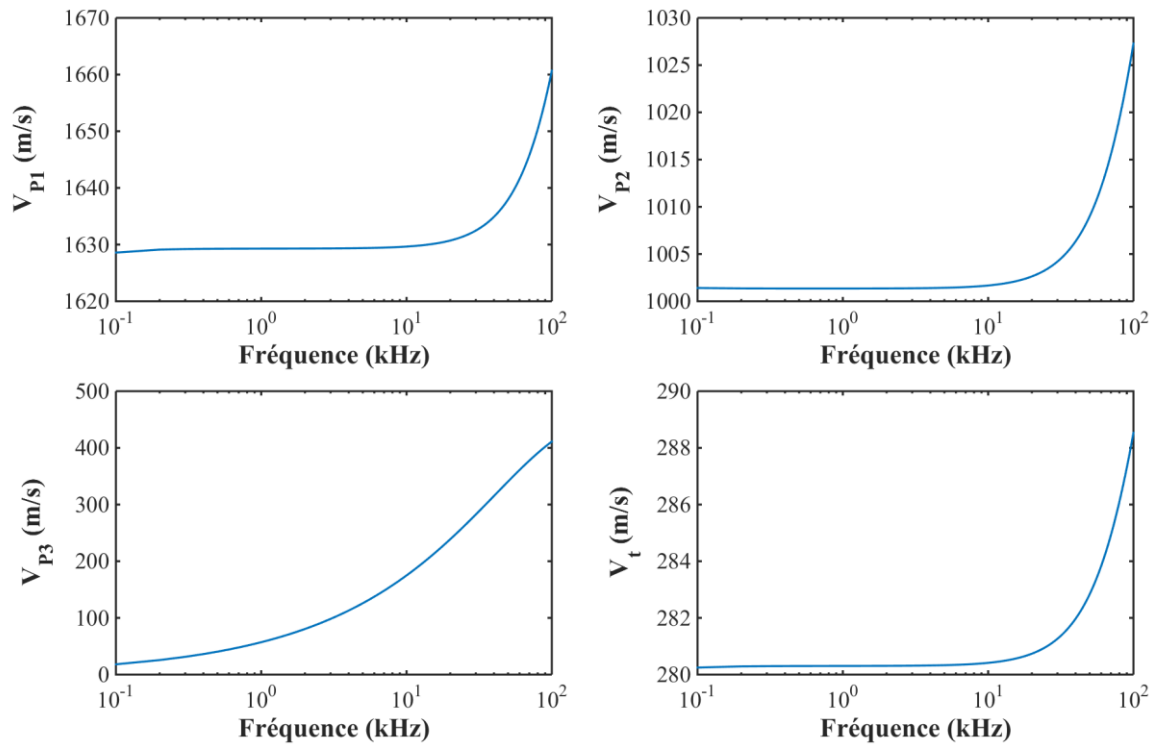 V_P1 (m/s)
1670
1660
1650
1640
1630
1620
10^-1 10^0 10^1 10^2
Fréquence (kHz)
V_P2 (m/s)
1030
1025
1020
1015
1010
1005
1000
10^-1 10^0 10^1 10^2
Fréquence (kHz)
V_P3 (m/s)
500
400
300
200
100
0
10^-1 10^0 10^1 10^2
Fréquence (kHz)
V_t (m/s)
290
288
286
284
282
280
10^-1 10^0 10^1 10^2
Fréquence (kHz)